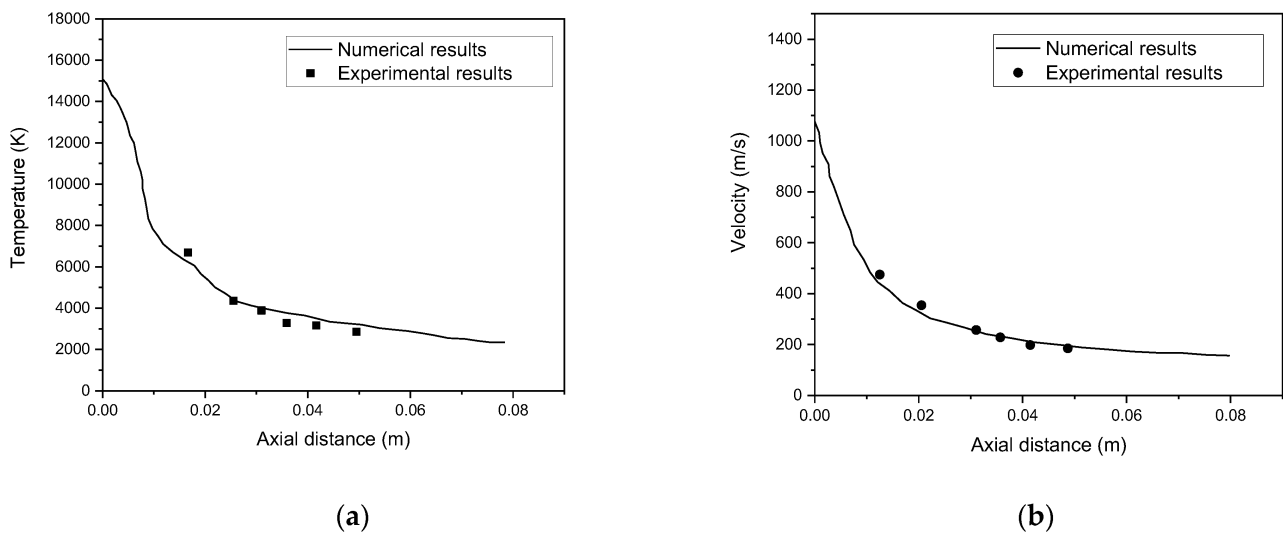 18000
16000
14000
12000
10000
8000
6000
4000
2000
0
Temperature (K)
Numerical results
Experimental results
0.00 0.02 0.04 0.06 0.08
Axial distance (m)
(a)
1400
1200
1000
800
600
400
200
0
Velocity (m/s)
Numerical results
Experimental results
0.00 0.02 0.04 0.06 0.08
Axial distance (m)
(b)